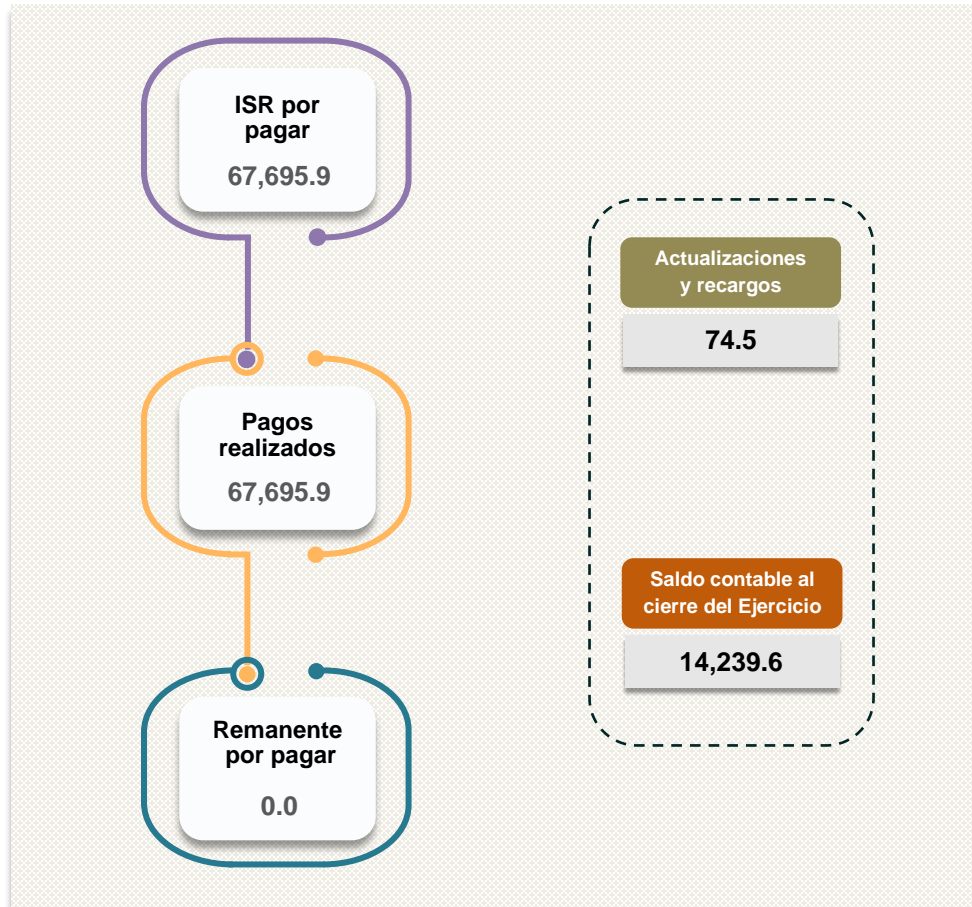 ISR por
pagar
67,695.9
Pagos
realizados
67,695.9
Remanente
por pagar
0.0
Actualizaciones
y recargos
74.5
Saldo contable al
cierre del Ejercicio
14,239.6